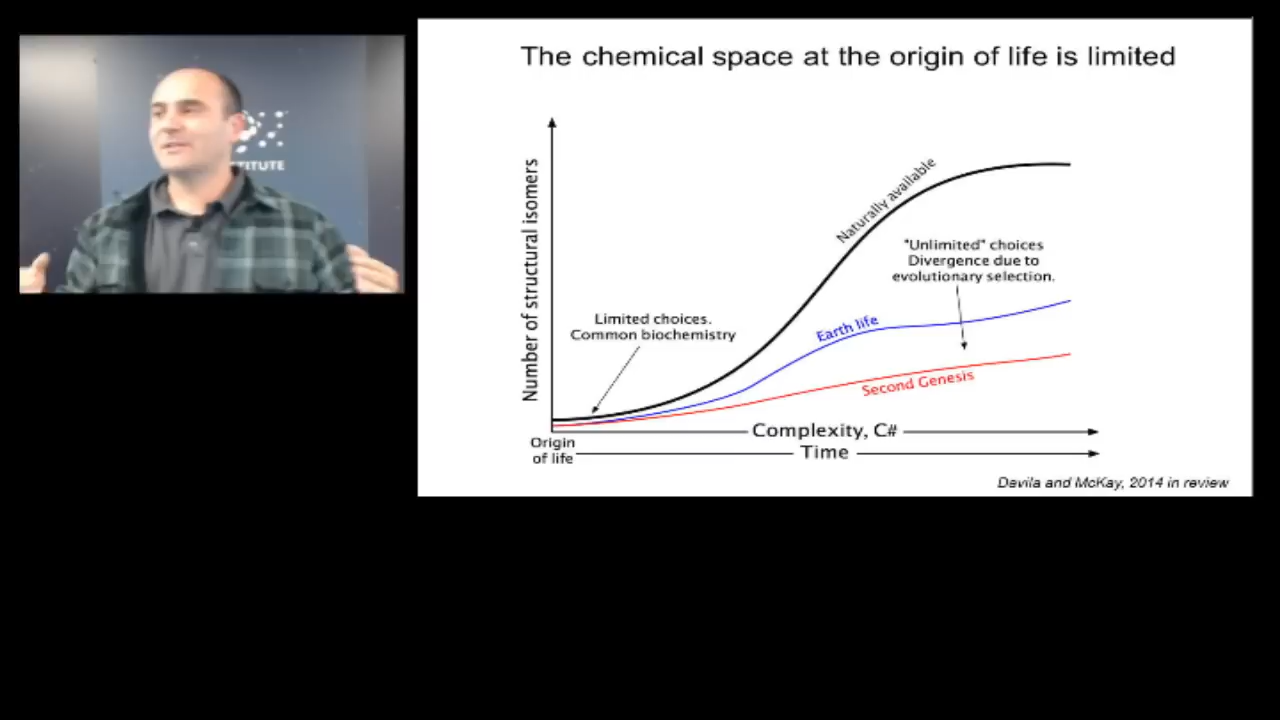 The chemical space at the origin of life is limited
TITUTE
Number of structural isomers
Naturally available
"Unlimited" choices
Divergence due to
evolutionary selection.
Limited choices.
Common biochemistry
Earth life
Second Genesis
Complexity, C#
Origin
of life
Time
Davila and McKay, 2014 in review